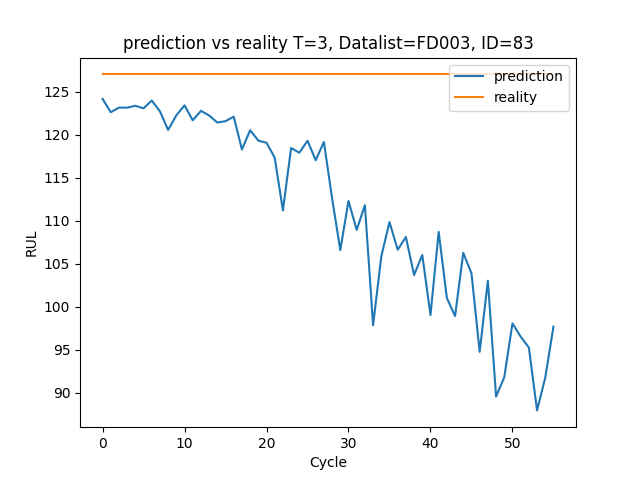 prediction vs reality T=3, Datalist=FD003, ID=83
prediction
reality
125
120
115
110
105
100
95
90
RUL
0 10 20 30 40 50
Cycle